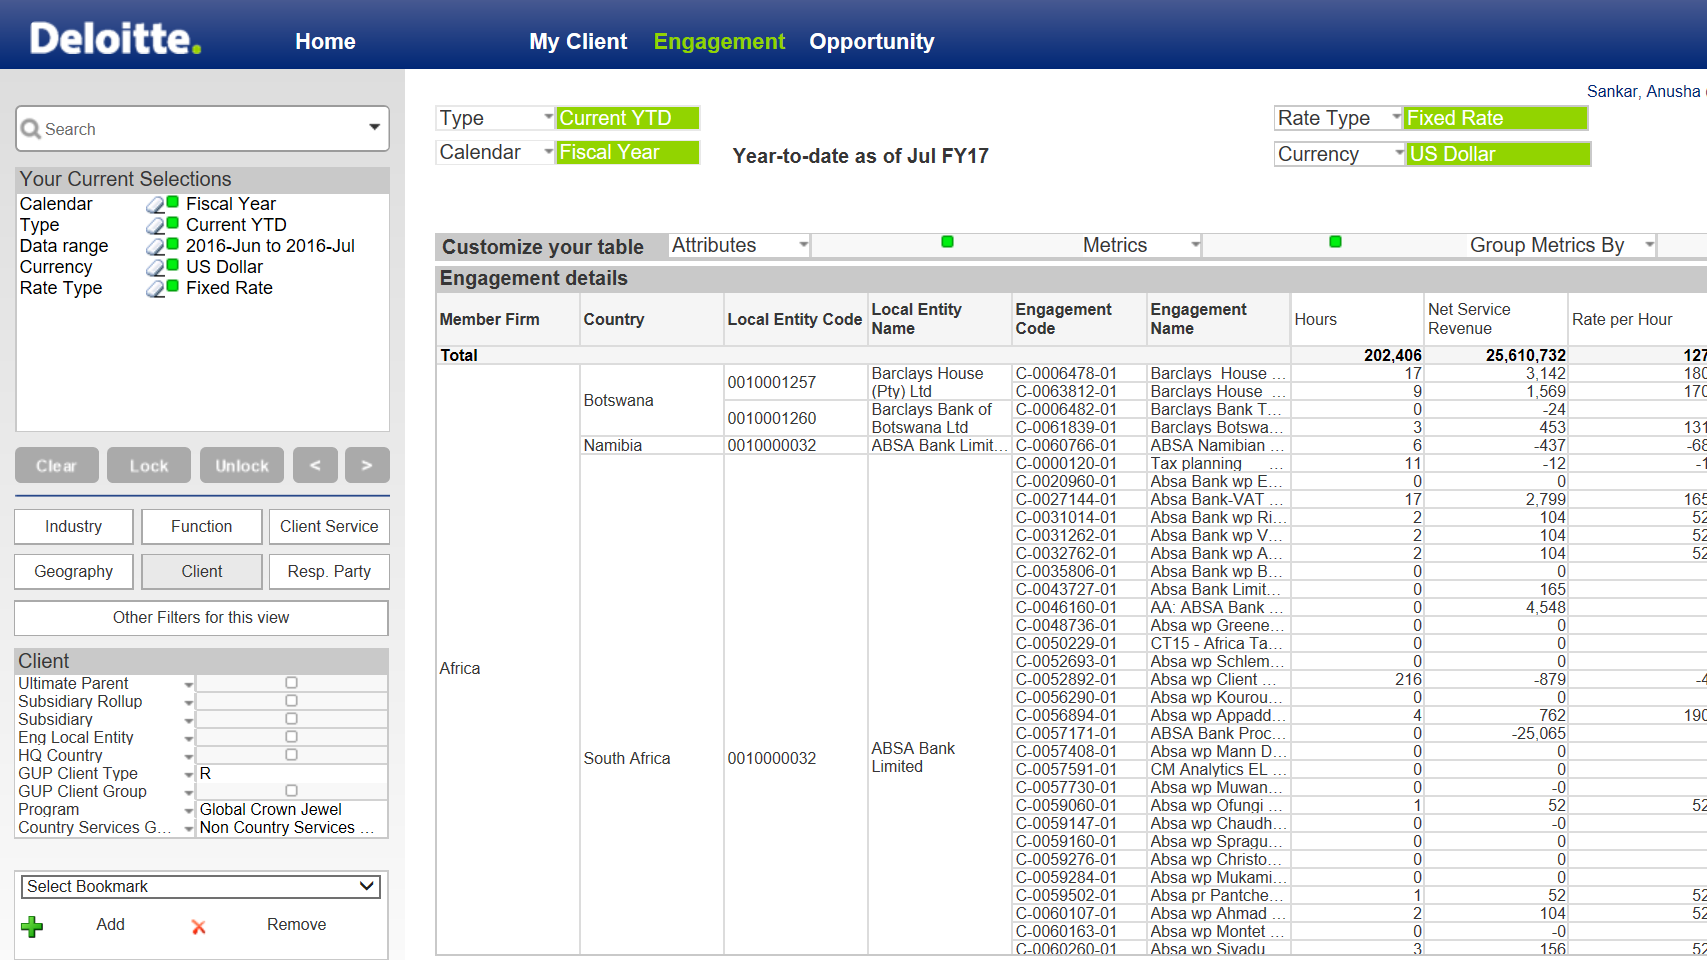 Deloitte.
Home
My Client
Engagement
Opportunity
Sankar, Anusha
Search
Type
Current YTD
Calendar
Fiscal Year
Year-to-date as of Jul FY17
Rate Type
Fixed Rate
Currency
US Dollar
Your Current Selections
Calendar Fiscal Year
Type Current YTD
Data range 2016-Jun to 2016-Jul
Currency US Dollar
Rate Type Fixed Rate
Clear Lock Unlock < >
Industry Function Client Service
Geography Client Resp. Party
Other Filters for this view
Client
Ultimate Parent
Subsidiary Rollup
Subsidiary
Eng Local Entity
HQ Country
GUP Client Type R
GUP Client Group
Program Global Crown Jewel
Country Services G... Non Country Services ...
Select Bookmark
Add Remove
Customize your table Attributes Metrics Group Metrics By
Engagement details
Member Firm Country Local Entity Code Local Entity Name Engagement Code Engagement Name Hours Net Service Revenue Rate per Hour
Total 202,406 25,610,732 127
Africa
Botswana 0010001257 Barclays House (Pty) Ltd C-0006478-01 Barclays House ... 17 3,142 180
C-0063812-01 Barclays House ... 9 1,569 170
0010001260 Barclays Bank of Botswana Ltd C-0006482-01 Barclays Bank T... 0 -24
C-0061839-01 Barclays Botswa... 3 453 131
Namibia 0010000032 ABSA Bank Limit... C-0060766-01 ABSA Namibian ... 6 -437 -68
South Africa 0010000032 ABSA Bank Limited
C-0000120-01 Tax planning ... 11 -12 -1
C-0020960-01 Absa Bank wp E... 0 0
C-0027144-01 Absa Bank-VAT ... 17 2,799 165
C-0031014-01 Absa Bank wp Ri... 2 104 52
C-0031262-01 Absa Bank wp V... 2 104 52
C-0032762-01 Absa Bank wp A... 2 104 52
C-0035806-01 Absa Bank wp B... 0 0
C-0043727-01 Absa Bank Limit... 0 165
C-0046160-01 AA: ABSA Bank ... 0 4,548
C-0048736-01 Absa wp Greene... 0 0
C-0050229-01 CT15 - Africa Ta... 0 0
C-0052693-01 Absa wp Schlem... 0 0
C-0052892-01 Absa wp Client ... 216 -879 -4
C-0056290-01 Absa wp Kourou... 0 0
C-0056894-01 Absa wp Appadd... 4 762 190
C-0057171-01 ABSA Bank Proc... 0 -25,065
C-0057408-01 Absa wp Mann D... 0 0
C-0057591-01 CM Analytics EL ... 0 0
C-0057730-01 Absa wp Muwan... 0 -0
C-0059060-01 Absa wp Ofungi ... 1 52 52
C-0059147-01 Absa wp Chaudh... 0 -0
C-0059160-01 Absa wp Spragu... 0 0
C-0059276-01 Absa wp Christo... 0 0
C-0059284-01 Absa wp Mukami... 0 0
C-0059502-01 Absa pr Pantche... 1 52 52
C-0060107-01 Absa wp Ahmad ... 2 104 52
C-0060163-01 Absa wp Montet ... 0 -0
C-0060260-01 Absa wp Sivadu 3 156 52